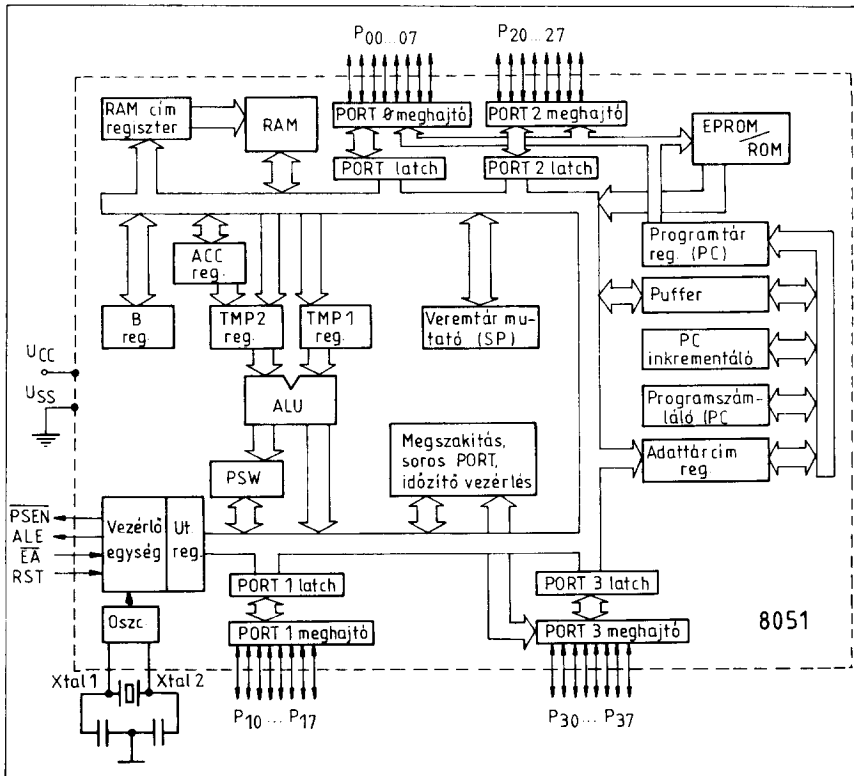 P00...07
P20...27
RAM cím
regiszter
RAM
PORT 0 meghajtó
PORT 2 meghajtó
EPROM/
ROM
PORT latch
PORT 2 latch
ACC
reg.
Programtár
reg. (PC)
B
reg.
TMP2
reg.
TMP1
reg.
Veremtár mu-
tató (SP)
Puffer
PC
inkrementáló
UCC
USS
ALU
Programszám-
láló (PC
Megszakítás,
soros PORT,
időzítő vezérlés
Adattárcím
reg.
PSW
PSEN
ALE
EA
RST
Vezérlő
egység
Ut.
reg.
PORT 1 latch
PORT 3 latch
Oszc.
PORT 1 meghajtó
PORT 3 meghajtó
8051
Xtal 1
Xtal 2
P10 ... P17
P30 ... P37